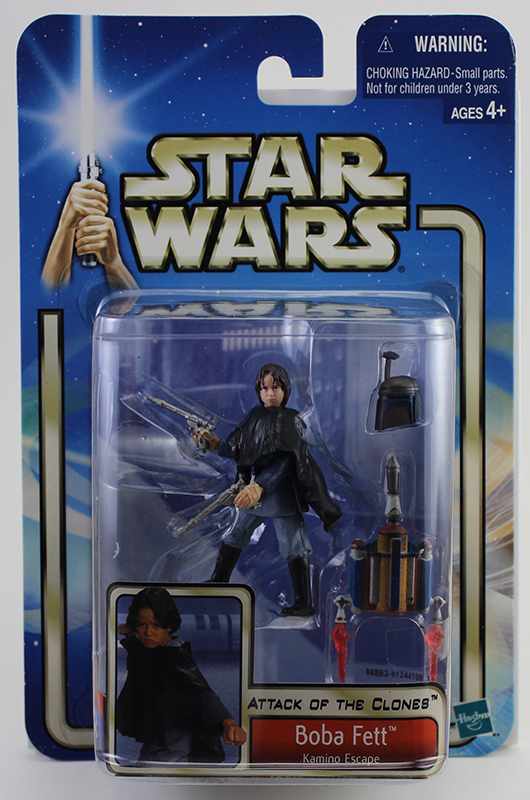 WARNING:
CHOKING HAZARD-Small parts.
Not for children under 3 years.
AGES 4+
STAR
WARS®
ATTACK OF THE CLONES™
Boba Fett™
Kamino Escape
Hasbro
®